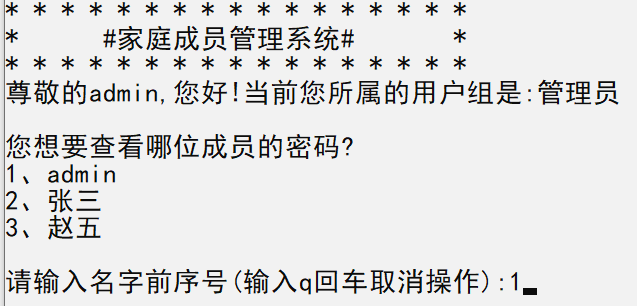 * * * * * * * * * * * * * * * * *
* #家庭成员管理系统# *
* * * * * * * * * * * * * * * * *
尊敬的admin,您好!当前您所属的用户组是:管理员
您想要查看哪位成员的密码?
1、admin
2、张三
3、赵五
请输入名字前序号(输入q回车取消操作):1